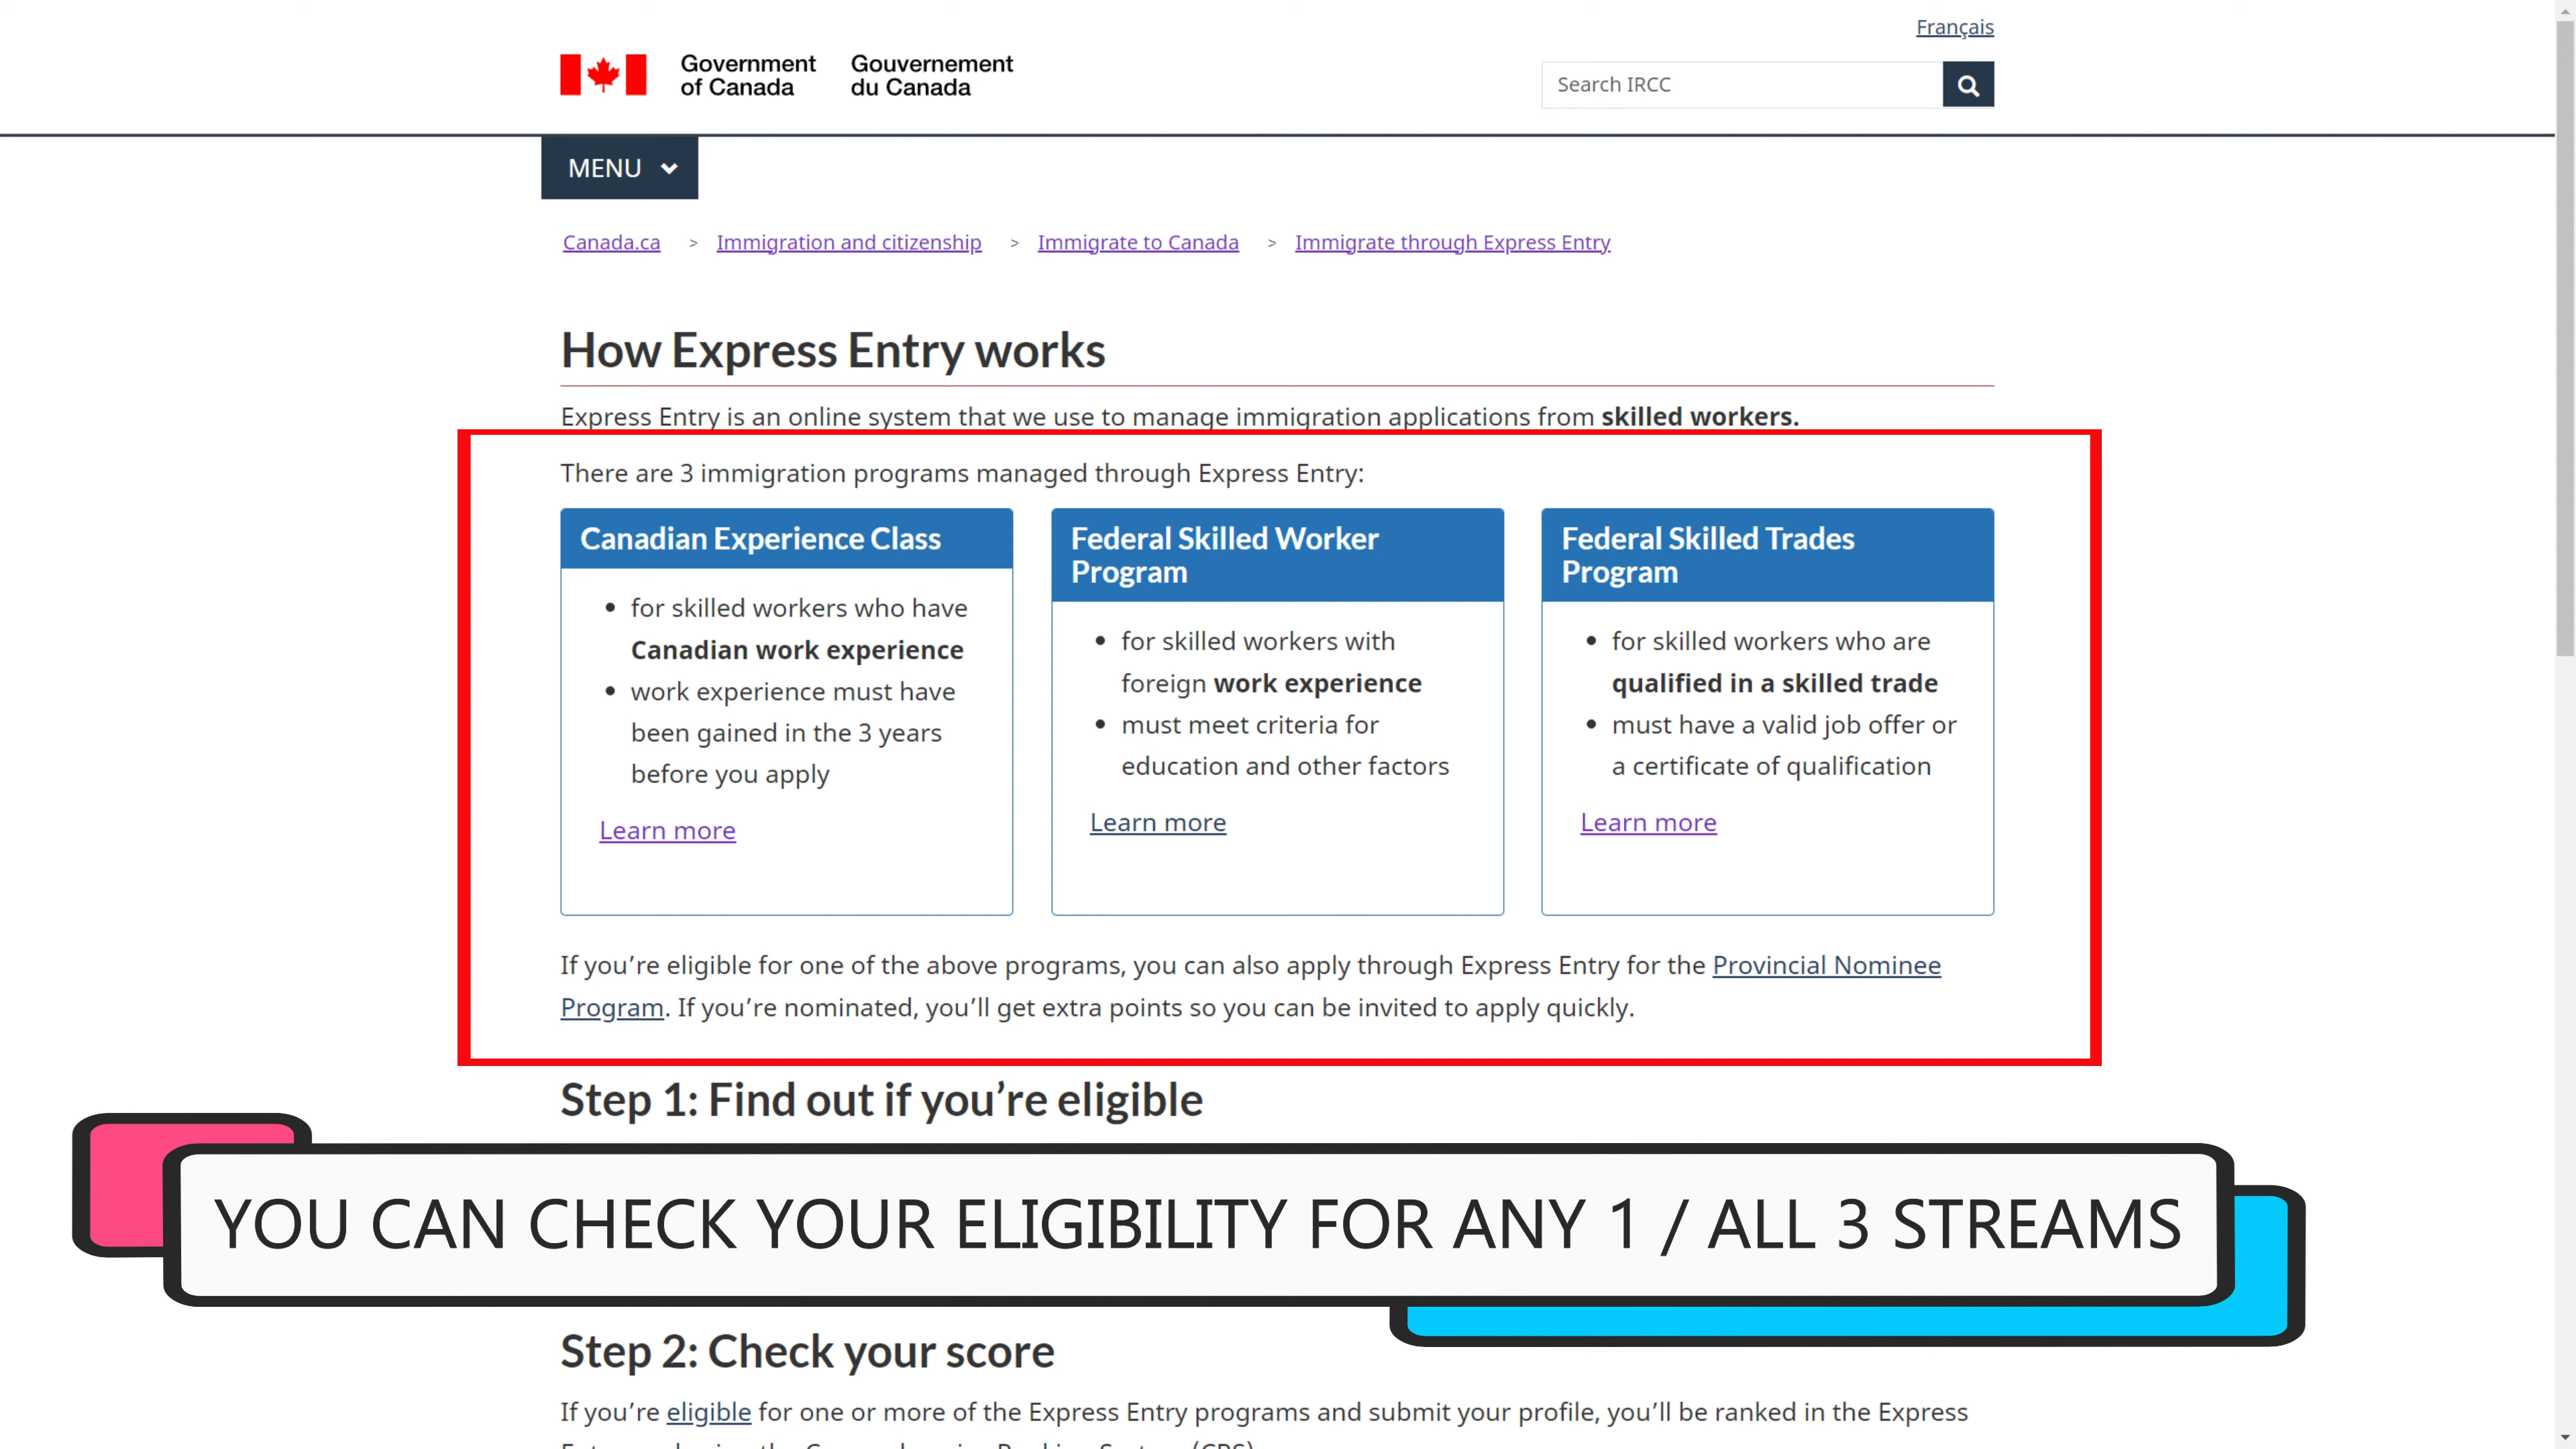 Français
Government of Canada
Gouvernement du Canada
Search IRCC
MENU
Canada.ca > Immigration and citizenship > Immigrate to Canada > Immigrate through Express Entry
How Express Entry works
Express Entry is an online system that we use to manage immigration applications from skilled workers.
There are 3 immigration programs managed through Express Entry:
Canadian Experience Class
for skilled workers who have
Canadian work experience
work experience must have
been gained in the 3 years
before you apply
Learn more
Federal Skilled Worker
Program
for skilled workers with
foreign work experience
must meet criteria for
education and other factors
Learn more
Federal Skilled Trades
Program
for skilled workers who are
qualified in a skilled trade
must have a valid job offer or
a certificate of qualification
Learn more
If you’re eligible for one of the above programs, you can also apply through Express Entry for the Provincial Nominee
Program. If you’re nominated, you’ll get extra points so you can be invited to apply quickly.
Step 1: Find out if you’re eligible
YOU CAN CHECK YOUR ELIGIBILITY FOR ANY 1 / ALL 3 STREAMS
Step 2: Check your score
If you’re eligible for one or more of the Express Entry programs and submit your profile, you’ll be ranked in the Express